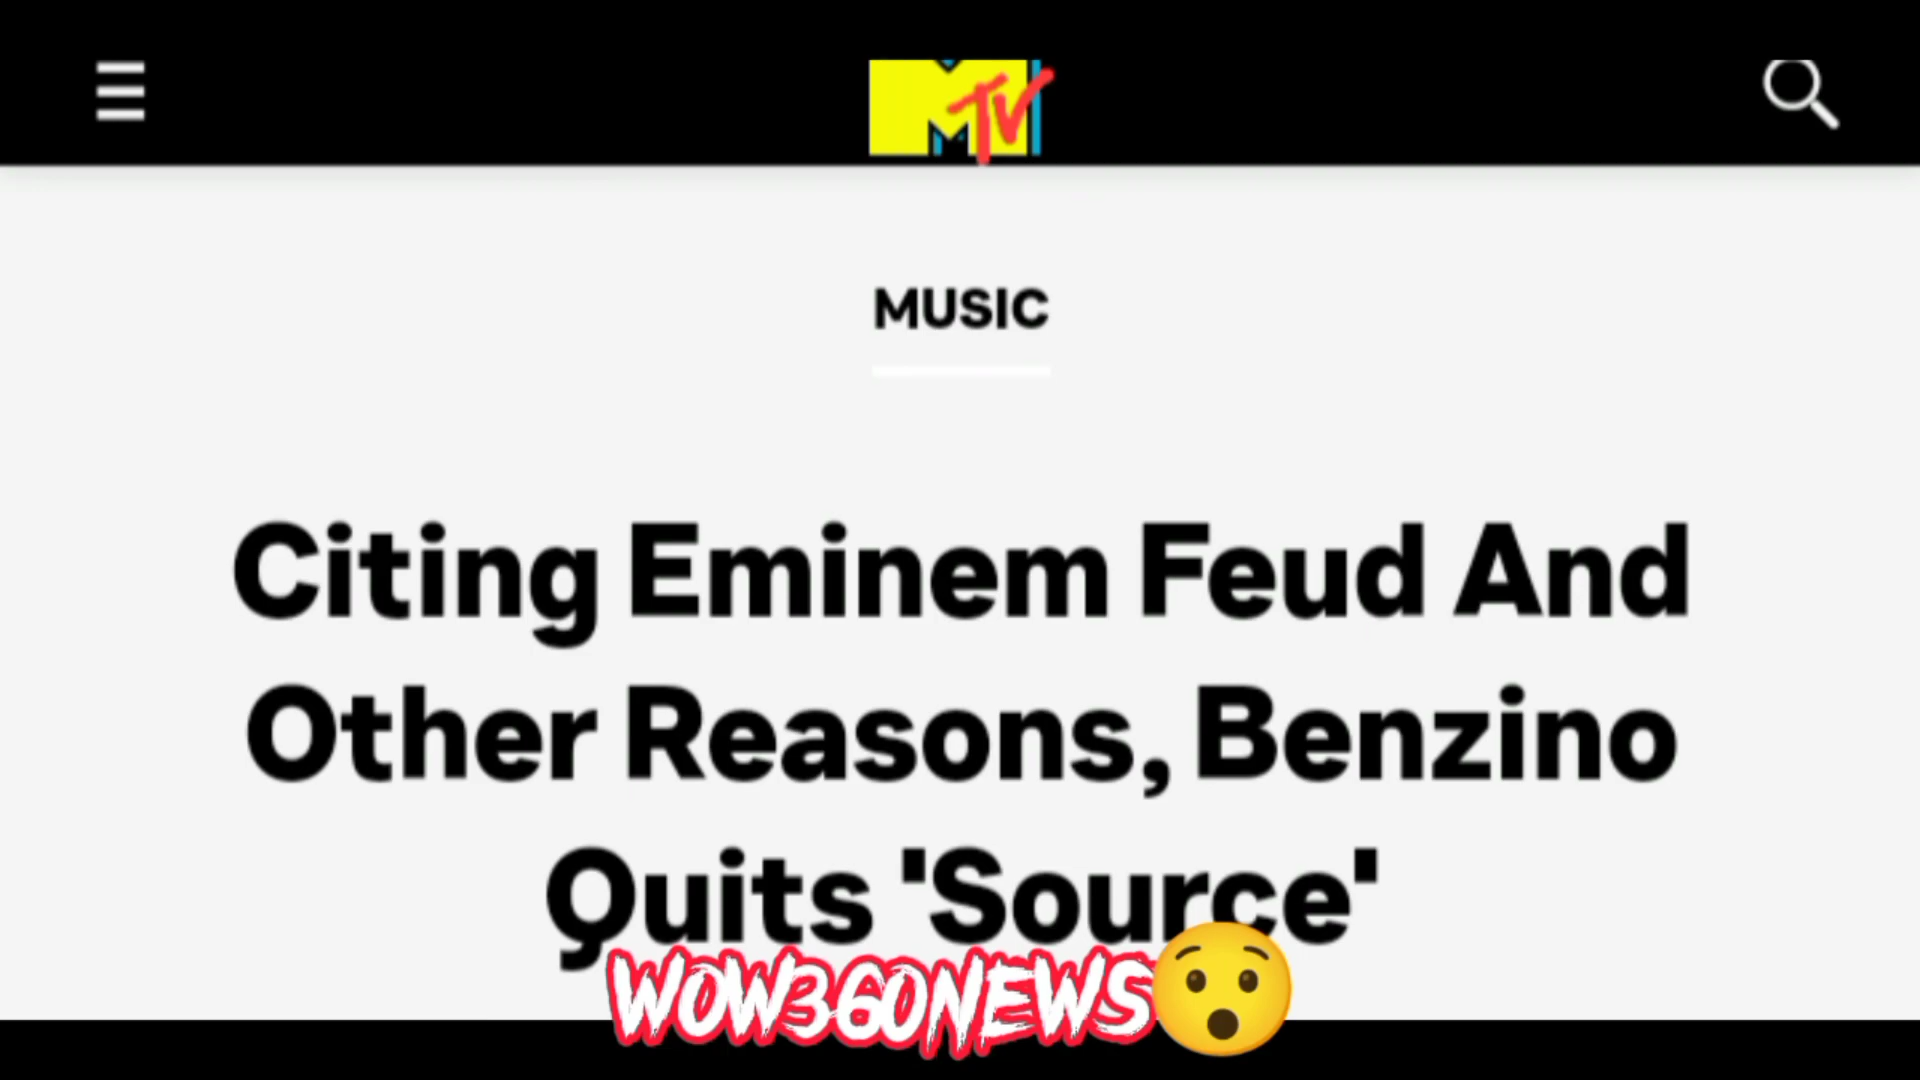 MTV
MUSIC
Citing Eminem Feud And
Other Reasons, Benzino
Quits 'Source'
WOW360NEWS